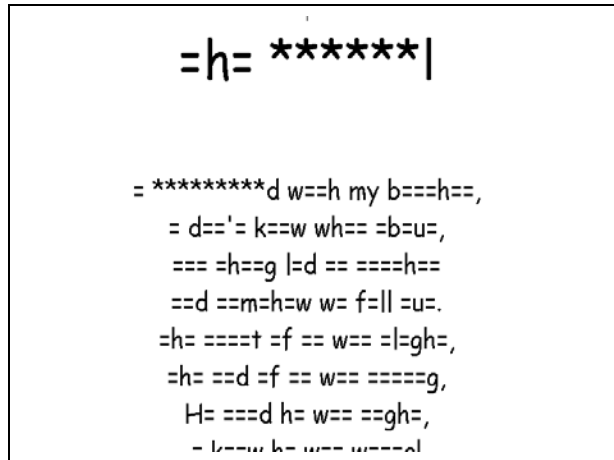 =h= ******l
= *********d w==h my b===h==,
= d=='= k==w wh== =b=u=,
=== =h==g l=d == ====h==
==d ==m=h=w w= f=ll =u=.
=h= ====t =f == w== =l=gh=,
=h= ==d =f == w== =====g,
H= ===d h= w== ==gh=,
= k==w h= w== w===g!